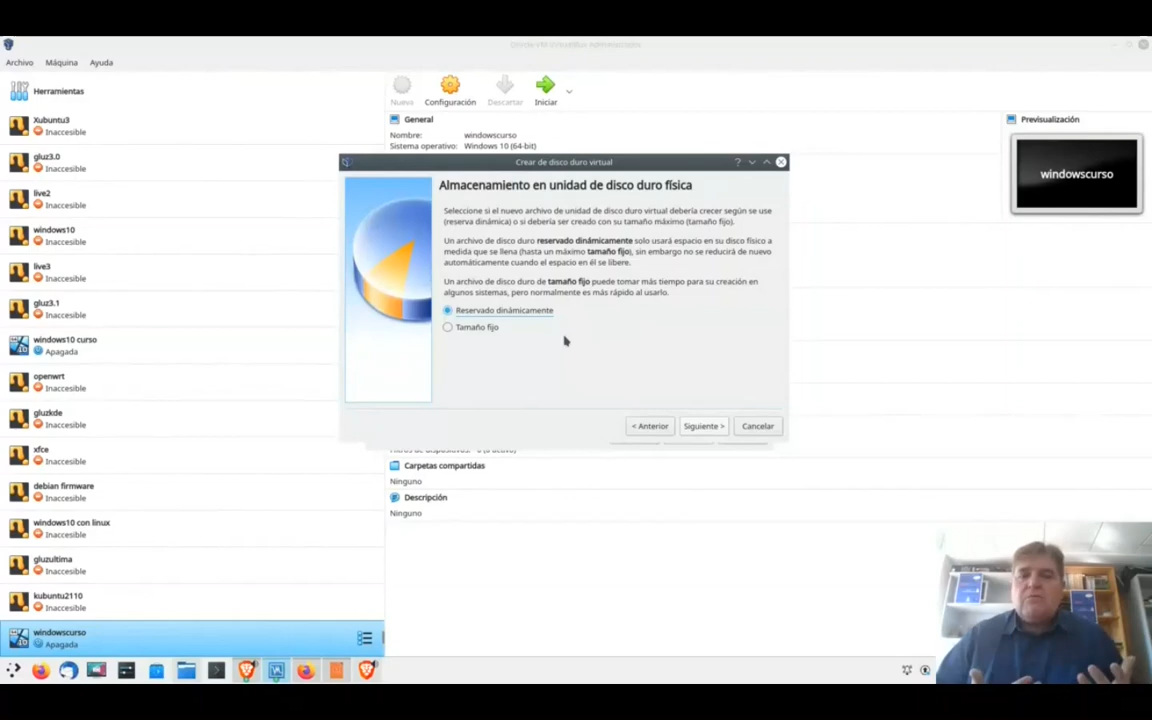 Oracle VM VirtualBox Administrador
Archivo Máquina Ayuda
Herramientas
Xubuntu3
Inaccesible
gluz3.0
Inaccesible
live2
Inaccesible
windows10
Inaccesible
live3
Inaccesible
gluz3.1
Inaccesible
windows10 curso
Apagada
openwrt
Inaccesible
gluzkde
Inaccesible
xfce
Inaccesible
debian firmware
Inaccesible
windows10 con linux
Inaccesible
gluzultima
Inaccesible
kubuntu2110
Inaccesible
windowscurso
Apagada
Nueva Configuración Descartar Iniciar
General
Nombre: windowscurso
Sistema operativo: Windows 10 (64-bit)
Previsualización
windowscurso
Crear de disco duro virtual
Almacenamiento en unidad de disco duro física
Seleccione si el nuevo archivo de unidad de disco duro virtual debería crecer según se use
(reserva dinámica) o si debería ser creado con su tamaño máximo (tamaño fijo).
Un archivo de disco duro reservado dinámicamente solo usará espacio en su disco físico a
medida que se llena (hasta un máximo tamaño fijo), sin embargo no se reducirá de nuevo
automáticamente cuando el espacio en él se libere.
Un archivo de disco duro de tamaño fijo puede tomar más tiempo para su creación en
algunos sistemas, pero normalmente es más rápido al usarlo.
Reservado dinámicamente
Tamaño fijo
< Anterior Siguiente > Cancelar
Carpetas compartidas
Ninguno
Descripción
Ninguno